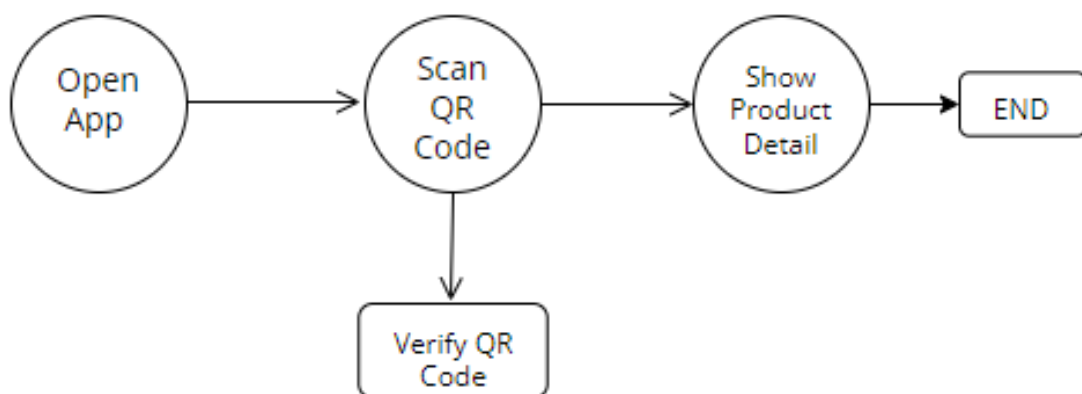 Open
App
Scan
QR
Code
Show
Product
Detail
END
Verify QR
Code